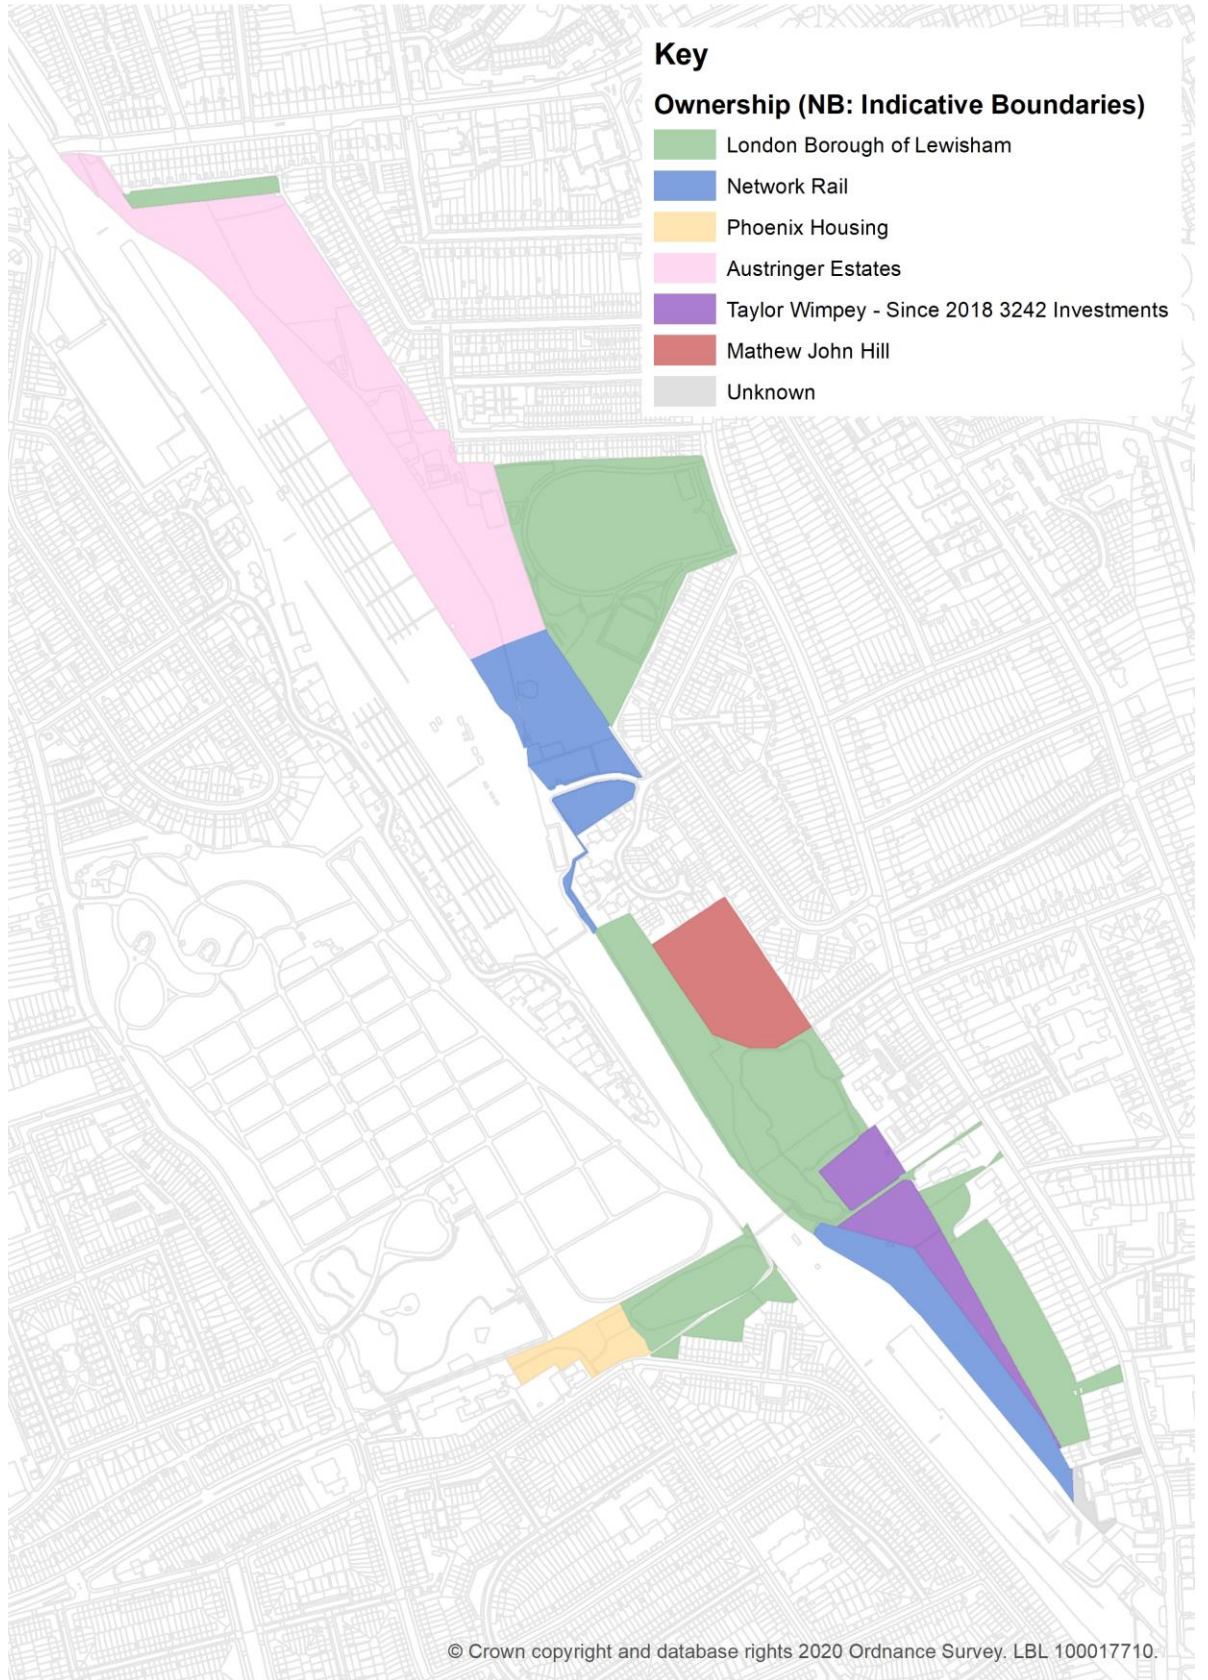 Key
Ownership (NB: Indicative Boundaries)
London Borough of Lewisham
Network Rail
Phoenix Housing
Austringer Estates
Taylor Wimpey - Since 2018 3242 Investments
Mathew John Hill
Unknown
© Crown copyright and database rights 2020 Ordnance Survey. LBL 100017710.